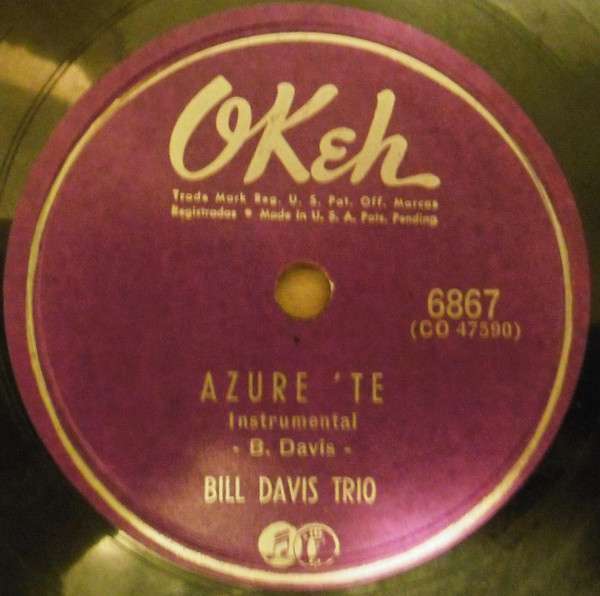 OKeh
Trade Mark Reg. U. S. Pat. Off. Marcas
Registradas • Made in U. S. A. Pats. Pending
6867
(CO 47590)
AZURE 'TE
Instrumental
- B. Davis -
BILL DAVIS TRIO